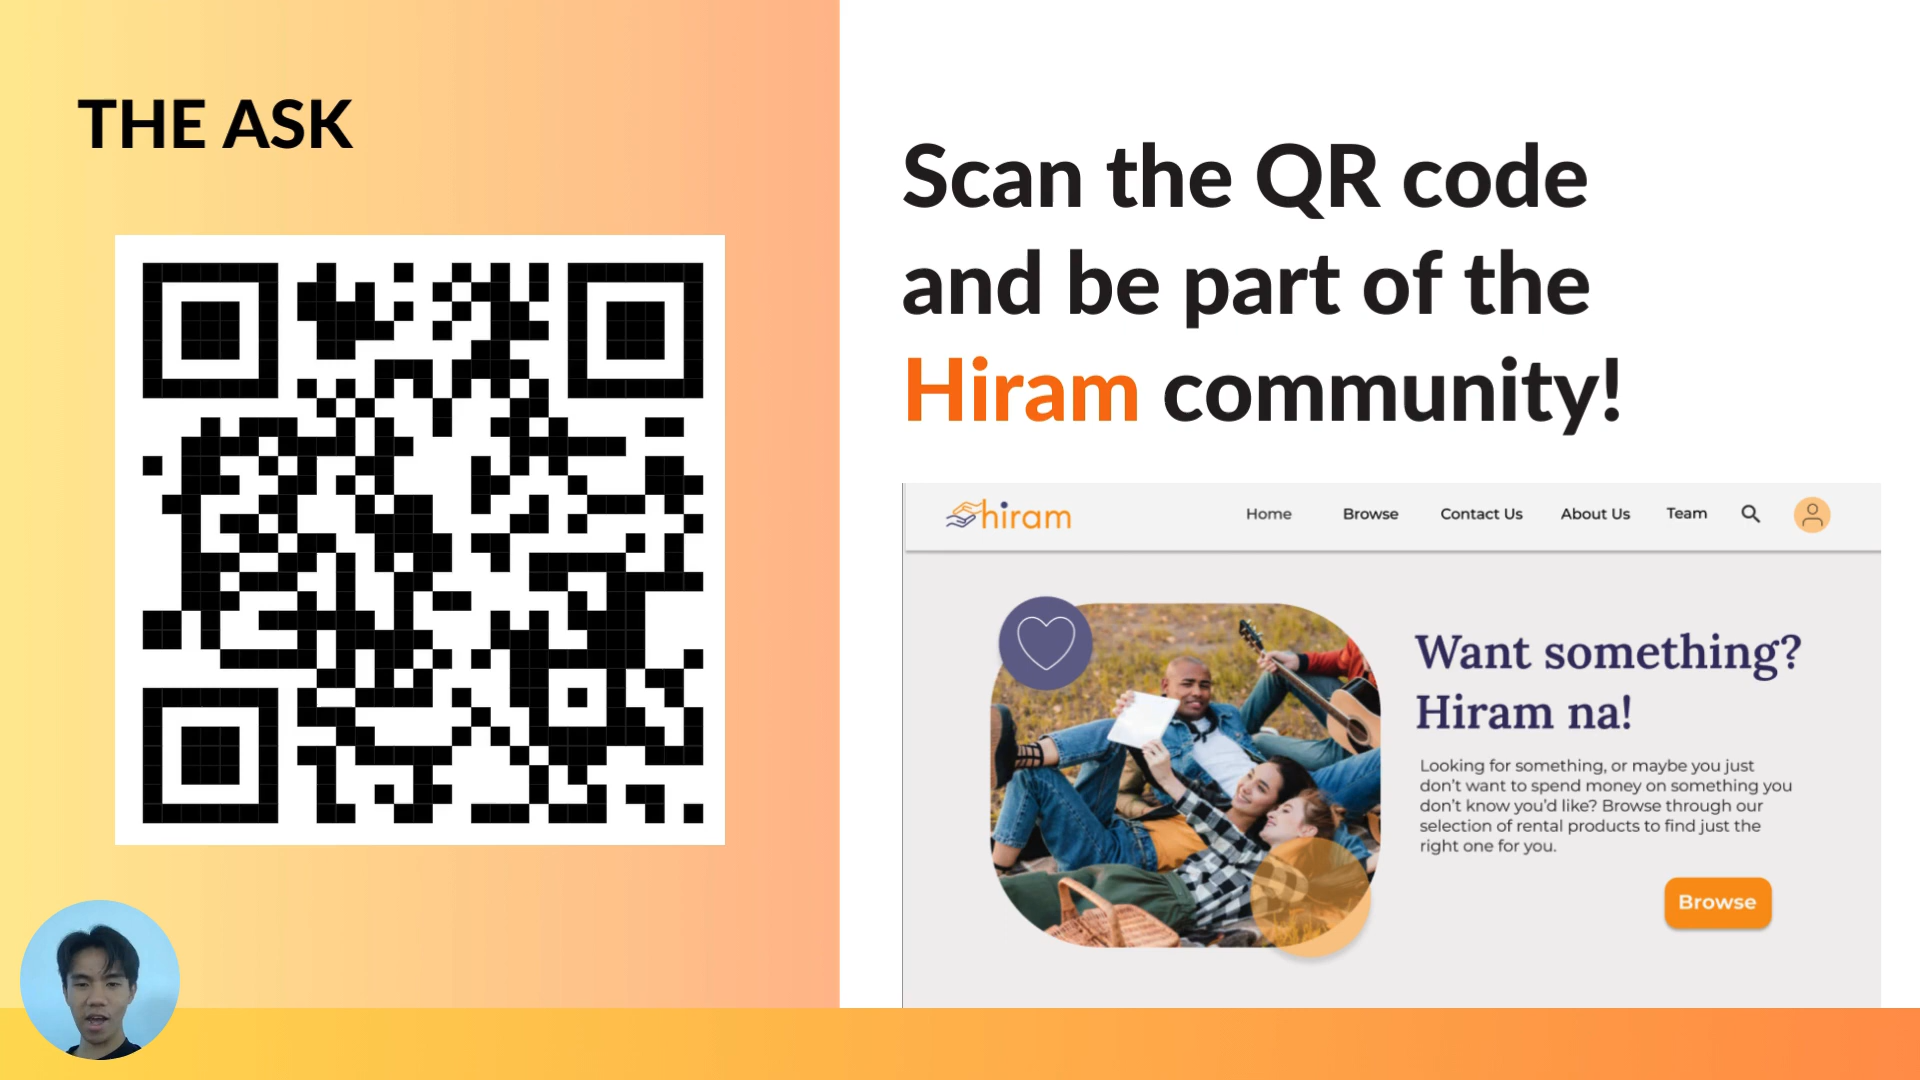 THE ASK
Scan the QR code
and be part of the
Hiram community!
hiram
Home
Browse
Contact Us
About Us
Team
Want something?
Hiram na!
Looking for something, or maybe you just
don't want to spend money on something you
don't know you'd like? Browse through our
selection of rental products to find just the
right one for you.
Browse